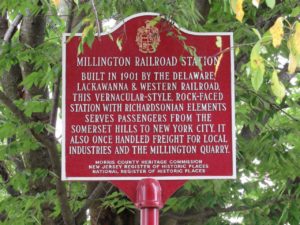 MILLINGTON RAILROAD STATION
BUILT IN 1901 BY THE DELAWARE,
LACKAWANNA & WESTERN RAILROAD,
THIS VERNACULAR-STYLE, ROCK-FACED
STATION WITH RICHARDSONIAN ELEMENTS
SERVES PASSENGERS FROM THE
SOMERSET HILLS TO NEW YORK CITY. IT
ALSO ONCE HANDLED FREIGHT FOR LOCAL
INDUSTRIES AND THE MILLINGTON QUARRY.
MORRIS COUNTY HERITAGE COMMISSION
NEW JERSEY REGISTER OF HISTORIC PLACES
NATIONAL REGISTER OF HISTORIC PLACES